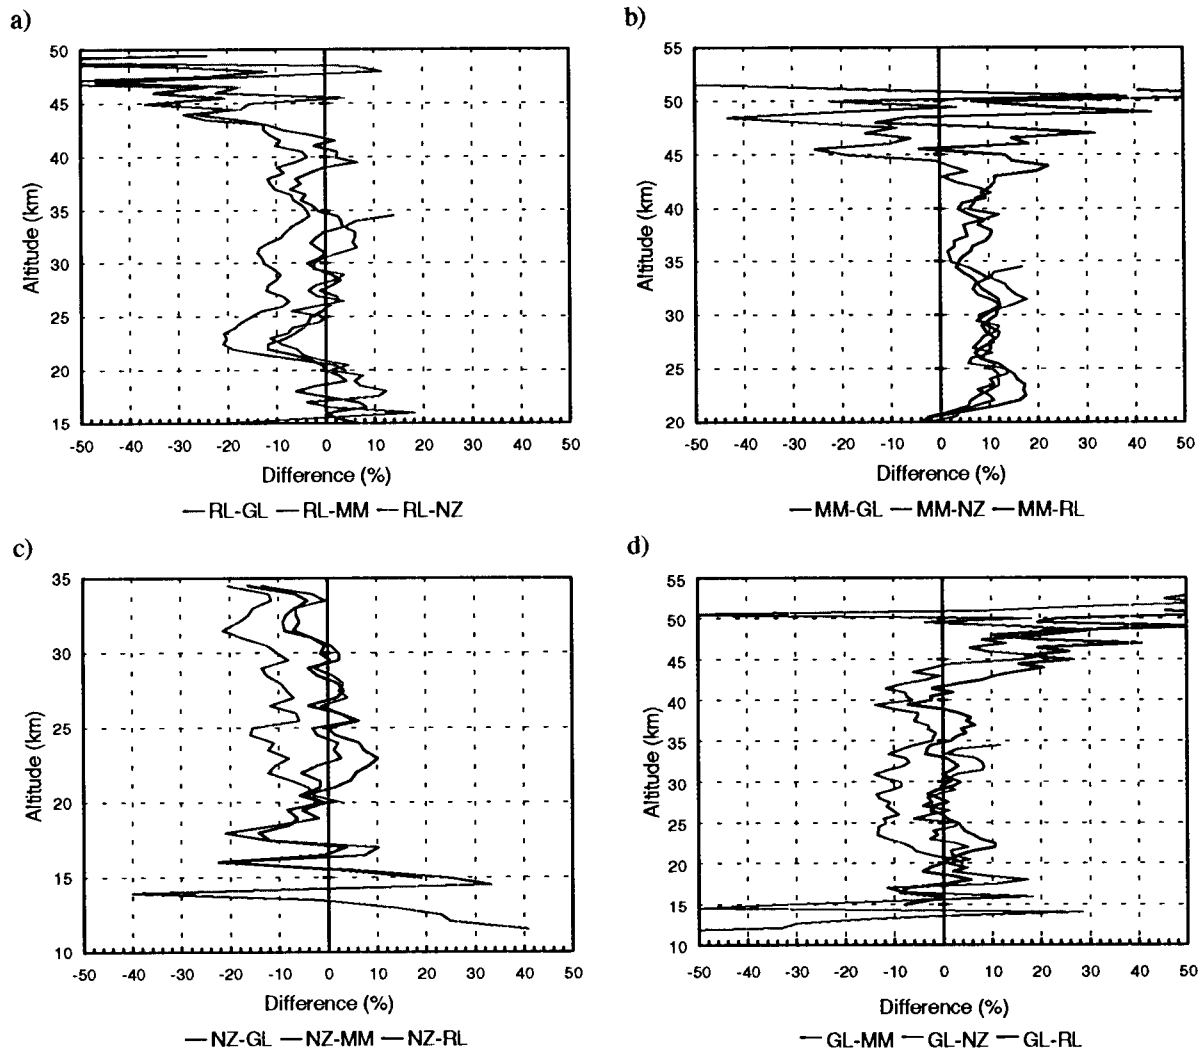 a)
50
45
40
35
30
25
20
15
Altitude (km)
-50 -40 -30 -20 -10 0 10 20 30 40 50
Difference (%)
— RL-GL — RL-MM — RL-NZ
b)
55
50
45
40
35
30
25
20
Altitude (km)
-50 -40 -30 -20 -10 0 10 20 30 40 50
Difference (%)
— MM-GL — MM-NZ — MM-RL
c)
35
30
25
20
15
10
Altitude (km)
-50 -40 -30 -20 -10 0 10 20 30 40 50
Difference (%)
— NZ-GL — NZ-MM — NZ-RL
d)
55
50
45
40
35
30
25
20
15
10
Altitude (km)
-50 -40 -30 -20 -10 0 10 20 30 40 50
Difference (%)
— GL-MM — GL-NZ — GL-RL